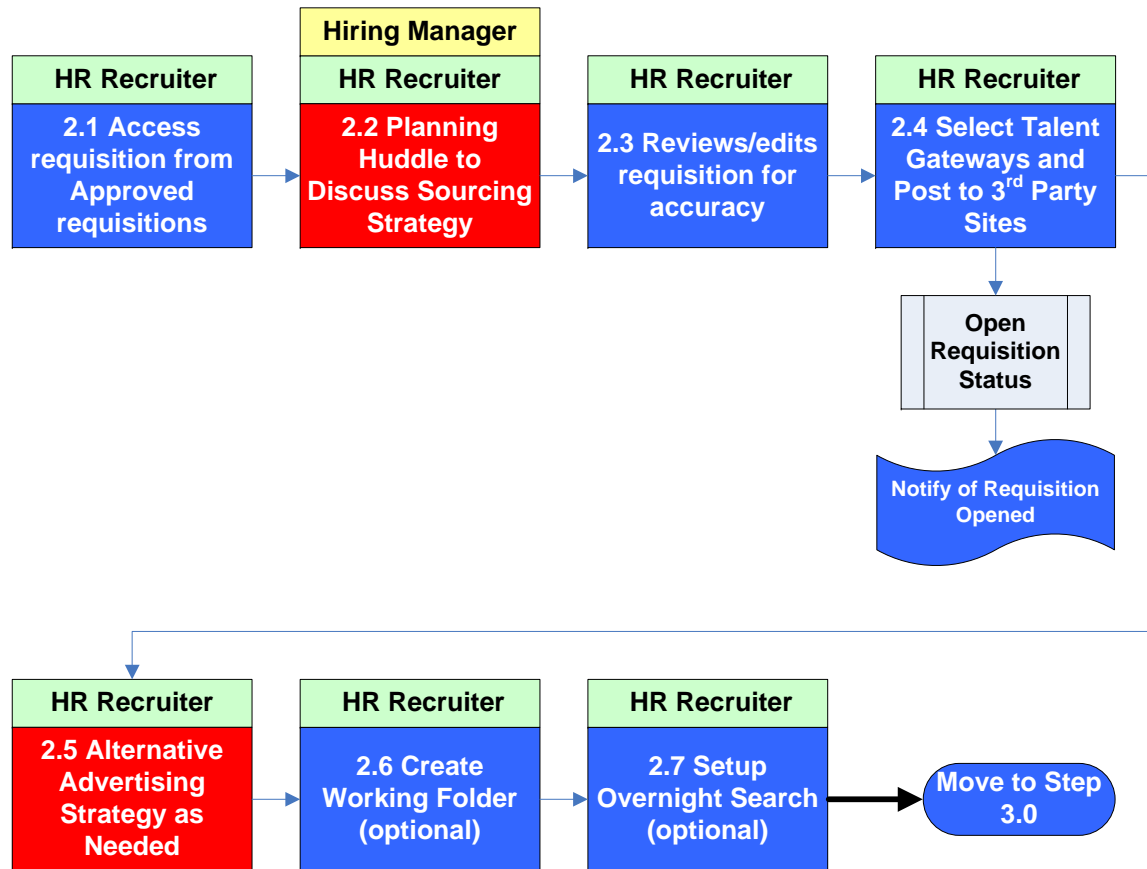 HR Recruiter
2.1 Access
requisition from
Approved
requisitions
Hiring Manager
HR Recruiter
2.2 Planning
Huddle to
Discuss Sourcing
Strategy
HR Recruiter
2.3 Reviews/edits
requisition for
accuracy
HR Recruiter
2.4 Select Talent
Gateways and
Post to 3rd Party
Sites
Open
Requisition
Status
Notify of Requisition
Opened
HR Recruiter
2.5 Alternative
Advertising
Strategy as
Needed
HR Recruiter
2.6 Create
Working Folder
(optional)
HR Recruiter
2.7 Setup
Overnight Search
(optional)
Move to Step
3.0